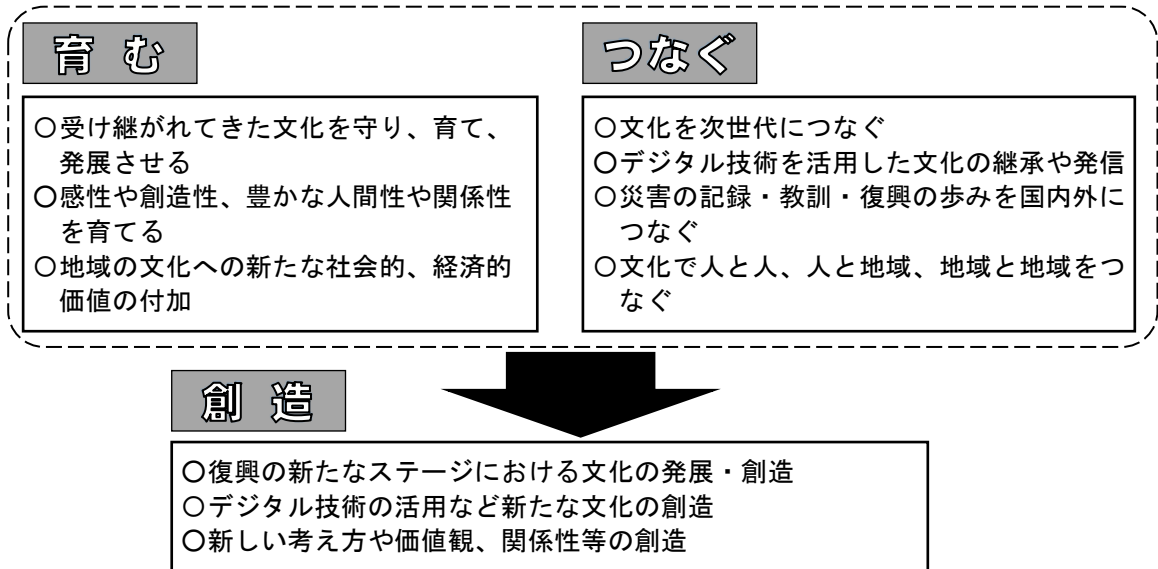 育 む
〇受け継がれてきた文化を守り、育て、
発展させる
〇感性や創造性、豊かな人間性や関係性
を育てる
〇地域の文化への新たな社会的、経済的
価値の付加
つなぐ
〇文化を次世代につなぐ
〇デジタル技術を活用した文化の継承や発信
〇災害の記録・教訓・復興の歩みを国内外に
つなぐ
〇文化で人と人、人と地域、地域と地域をつ
なぐ
創 造
〇復興の新たなステージにおける文化の発展・創造
〇デジタル技術の活用など新たな文化の創造
〇新しい考え方や価値観、関係性等の創造